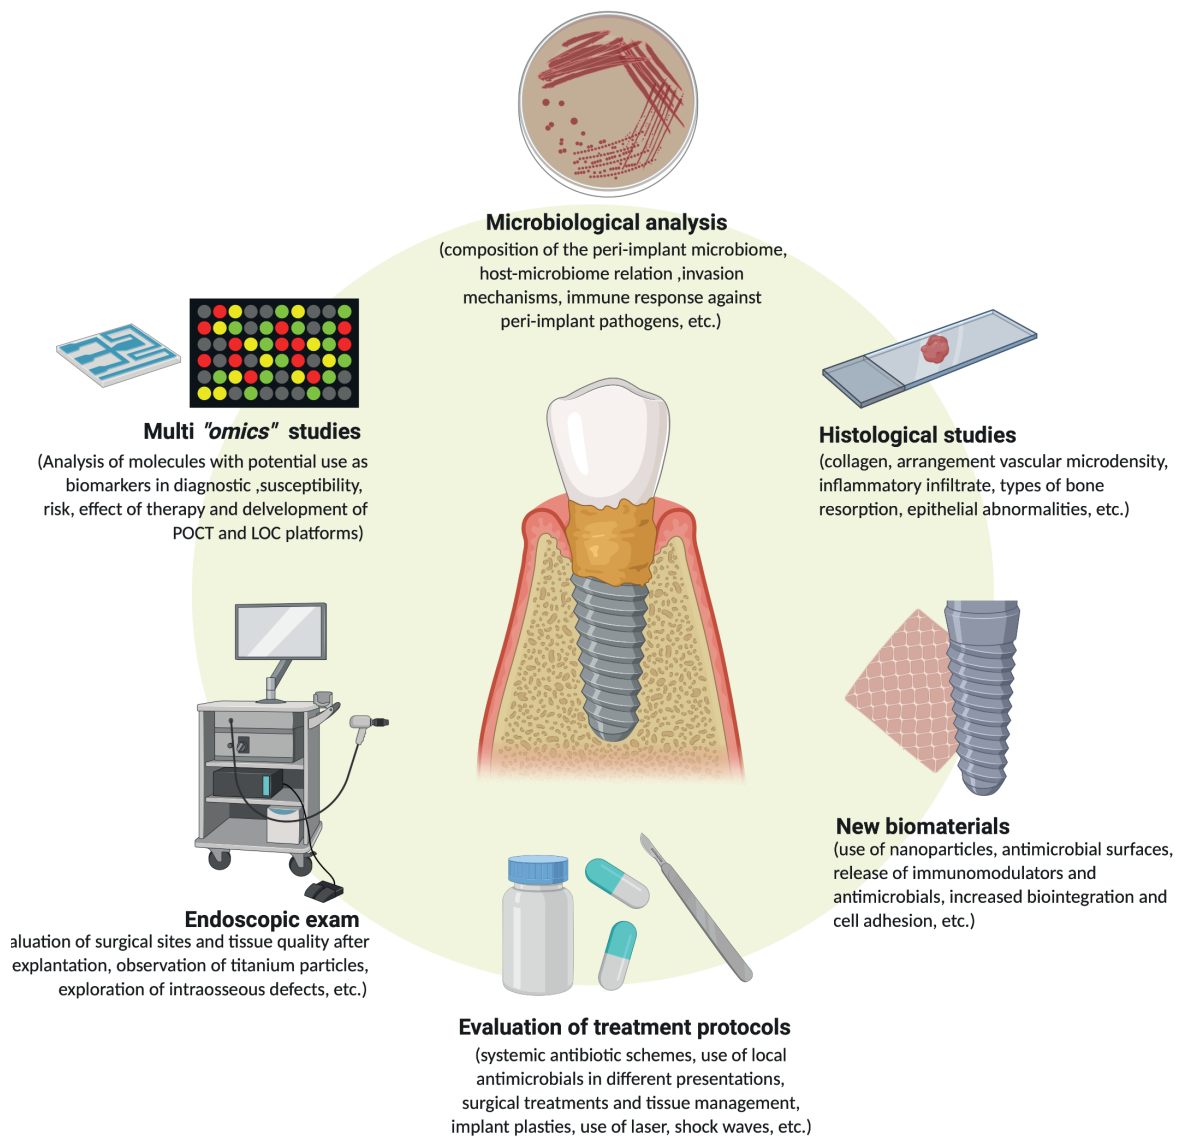 Microbiological analysis
(composition of the peri-implant microbiome,
host-microbiome relation ,invasion
mechanisms, immune response against
peri-implant pathogens, etc.)
Multi "omics" studies
(Analysis of molecules with potential use as
biomarkers in diagnostic ,susceptibility,
risk, effect of therapy and delvelopment of
POCT and LOC platforms)
Histological studies
(collagen, arrangement vascular microdensity,
inflammatory infiltrate, types of bone
resorption, epithelial abnormalities, etc.)
Endoscopic exam
aluation of surgical sites and tissue quality after
explantation, observation of titanium particles,
exploration of intraosseous defects, etc.)
New biomaterials
(use of nanoparticles, antimicrobial surfaces,
release of immunomodulators and
antimicrobials, increased biointegration and
cell adhesion, etc.)
Evaluation of treatment protocols
(systemic antibiotic schemes, use of local
antimicrobials in different presentations,
surgical treatments and tissue management,
implant plasties, use of laser, shock waves, etc.)